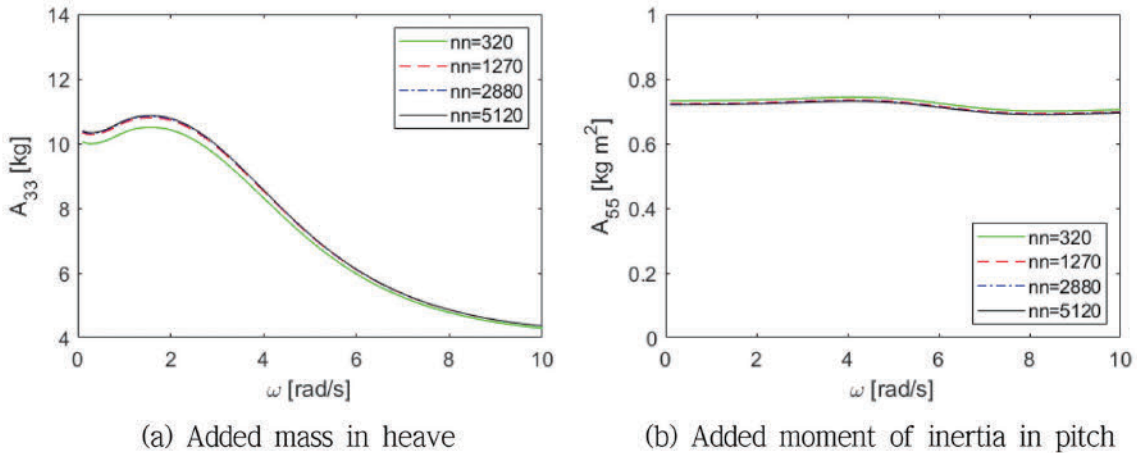 14
12
10
8
6
4
A33 [kg]
0 2 4 6 8 10
ω [rad/s]
nn=320
nn=1270
nn=2880
nn=5120
(a) Added mass in heave
1
0.8
0.6
0.4
0.2
0
A55 [kg m2]
0 2 4 6 8 10
ω [rad/s]
nn=320
nn=1270
nn=2880
nn=5120
(b) Added moment of inertia in pitch